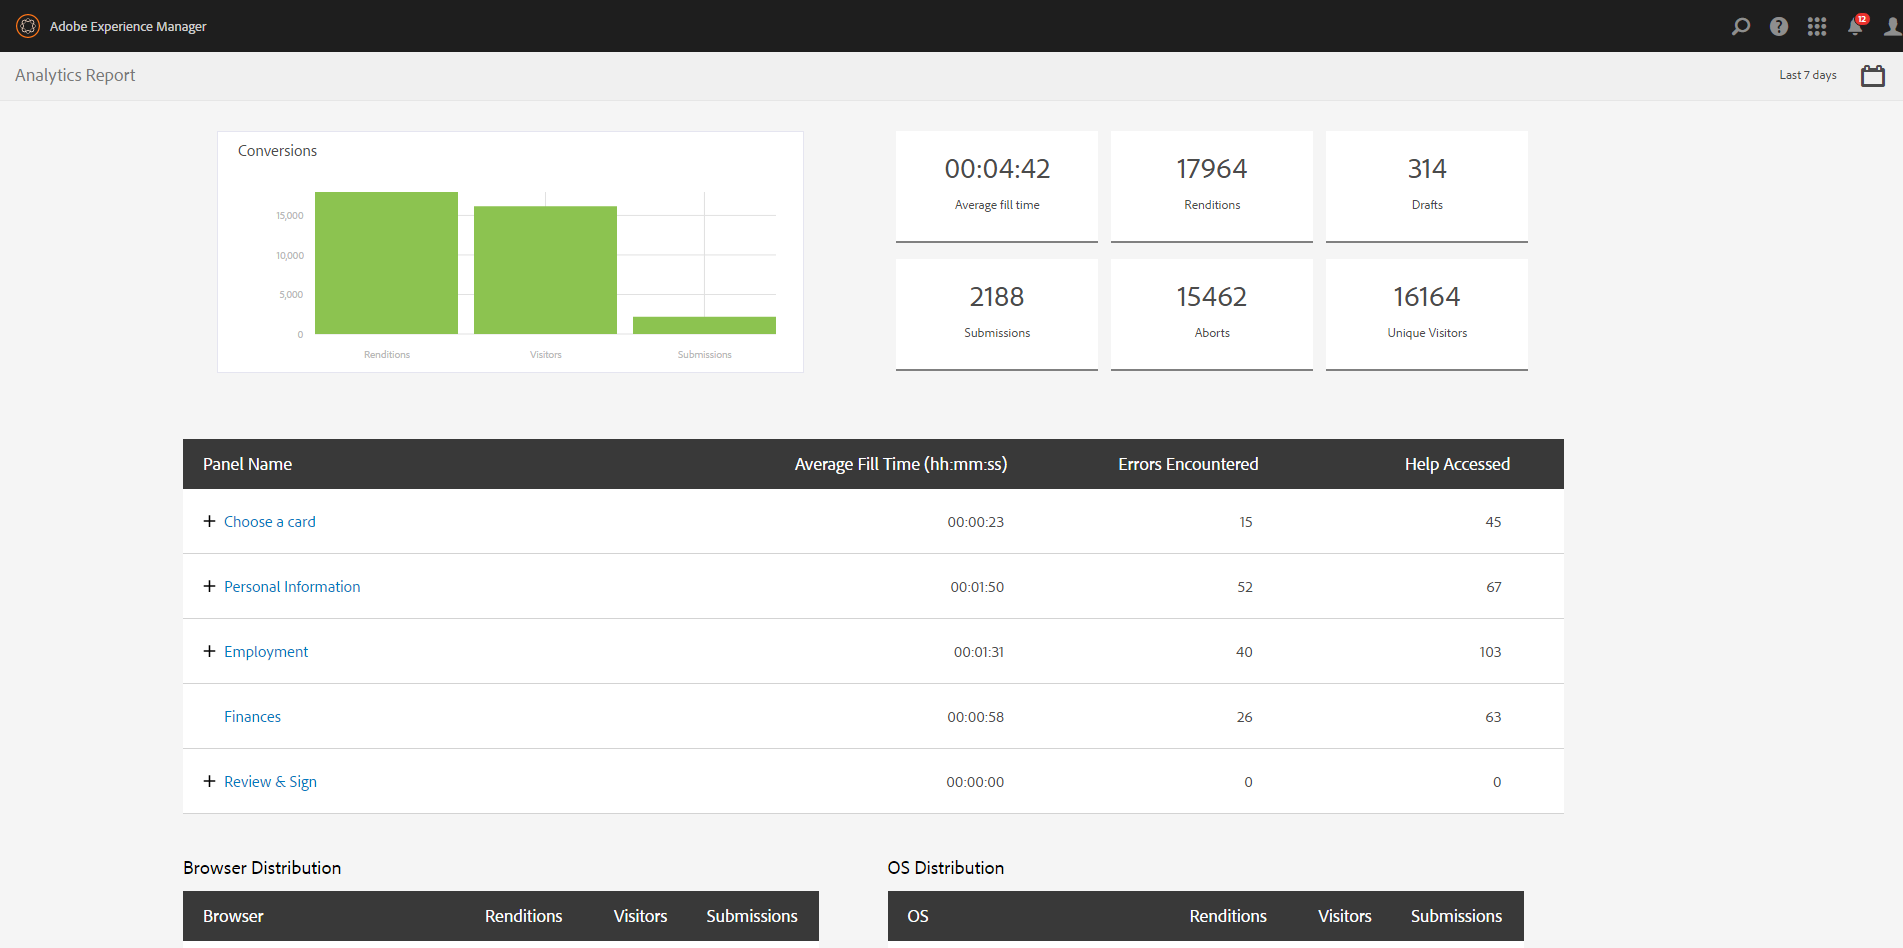 Adobe Experience Manager
12
Analytics Report
Last 7 days
Conversions
15,000
10,000
5,000
0
Renditions Visitors Submissions
00:04:42
Average fill time
17964
Renditions
314
Drafts
2188
Submissions
15462
Aborts
16164
Unique Visitors
Panel Name Average Fill Time (hh:mm:ss) Errors Encountered Help Accessed
+ Choose a card 00:00:23 15 45
+ Personal Information 00:01:50 52 67
+ Employment 00:01:31 40 103
Finances 00:00:58 26 63
+ Review & Sign 00:00:00 0 0
Browser Distribution
Browser Renditions Visitors Submissions
OS Distribution
OS Renditions Visitors Submissions